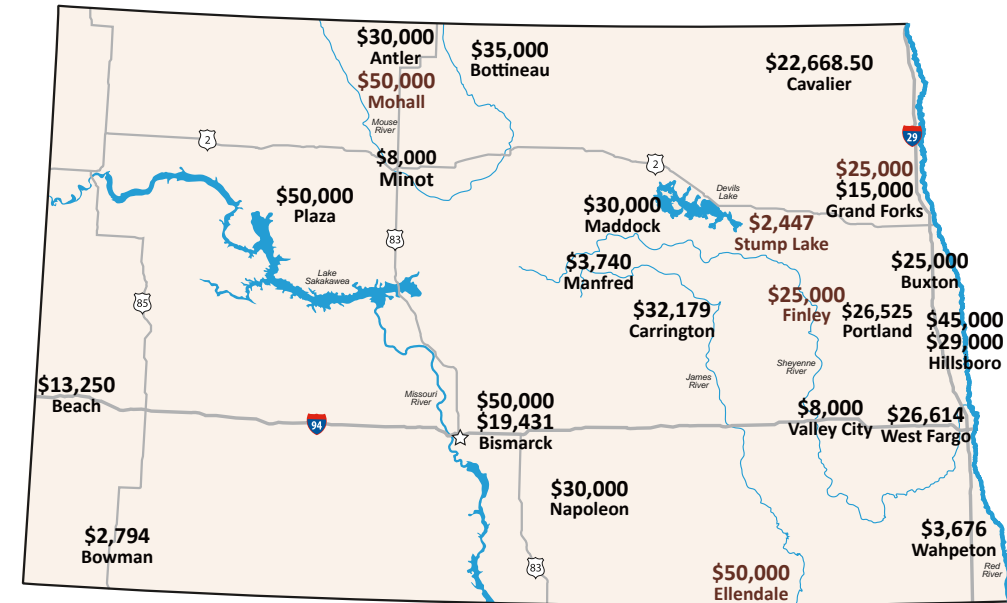 $30,000
Antler
$50,000
Mohall
$35,000
Bottineau
$22,668.50
Cavalier
Mouse
River
2
$8,000
Minot
29
2
$25,000
$15,000
Grand Forks
$50,000
Plaza
Devils
Lake
$30,000
Maddock
$2,447
Stump Lake
83
$3,740
Manfred
$25,000
Buxton
Lake
Sakakawea
85
$32,179
Carrington
$25,000
Finley
$26,525
Portland
$45,000
$29,000
Hillsboro
Sheyenne
River
James
River
$13,250
Beach
Missouri
River
94
$50,000
$19,431
Bismarck
$8,000
Valley City
$26,614
West Fargo
$30,000
Napoleon
$2,794
Bowman
83
$3,676
Wahpeton
Red
River
$50,000
Ellendale